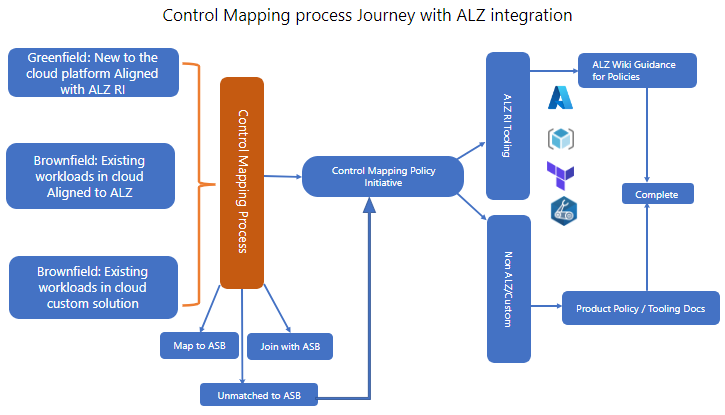 Control Mapping process Journey with ALZ integration
Greenfield: New to the
cloud platform Aligned
with ALZ RI
Brownfield: Existing
workloads in cloud
Aligned to ALZ
Brownfield: Existing
workloads in cloud
custom solution
Control Mapping Process
Map to ASB
Join with ASB
Unmatched to ASB
Control Mapping Policy
Initiative
ALZ RI Tooling
Non ALZ/Custom
ALZ Wiki Guidance
for Policies
Complete
Product Policy / Tooling Docs